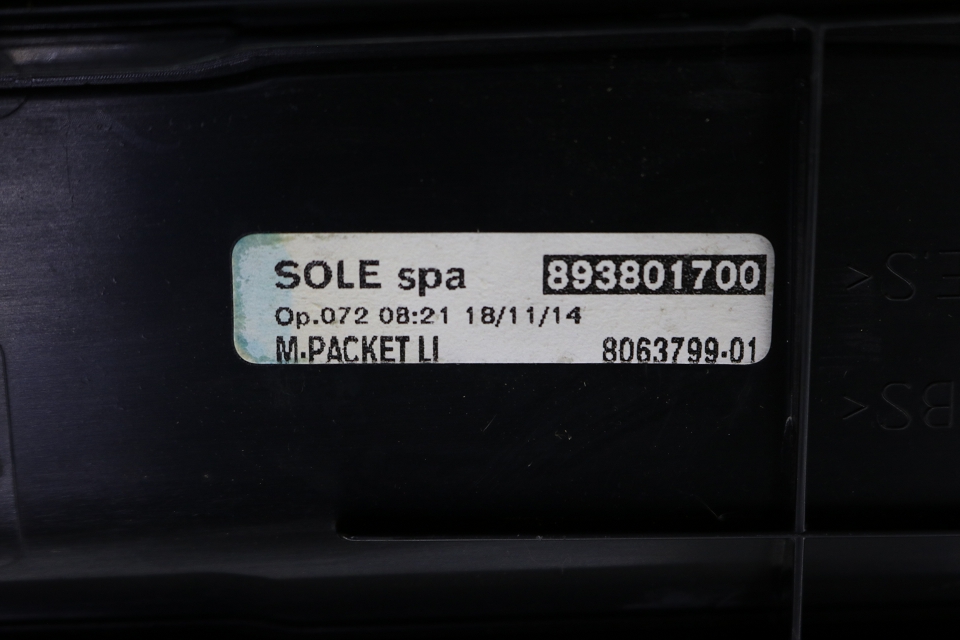 SOLE spa 893801700
Op.072 08:21 18/11/14
M-PACKET LI 8063799-01